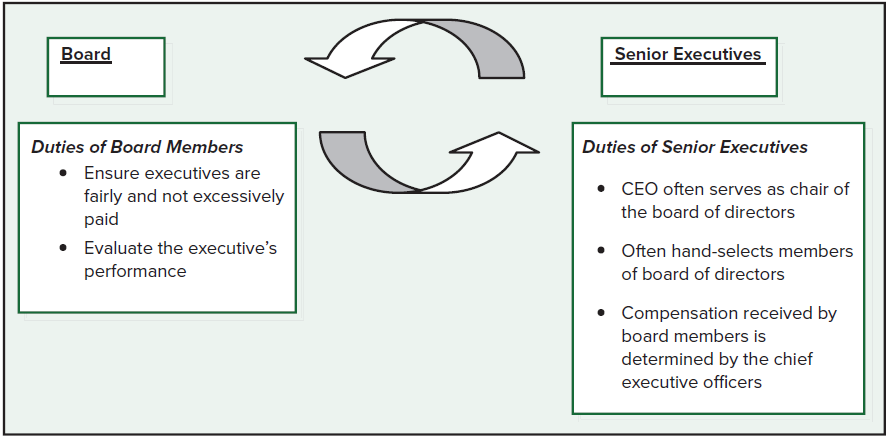 Board
Duties of Board Members
• Ensure executives are
fairly and not excessively
paid
• Evaluate the executive's
performance
Senior Executives
Duties of Senior Executives
• CEO often serves as chair of
the board of directors
• Often hand-selects members
of board of directors
• Compensation received by
board members is
determined by the chief
executive officers